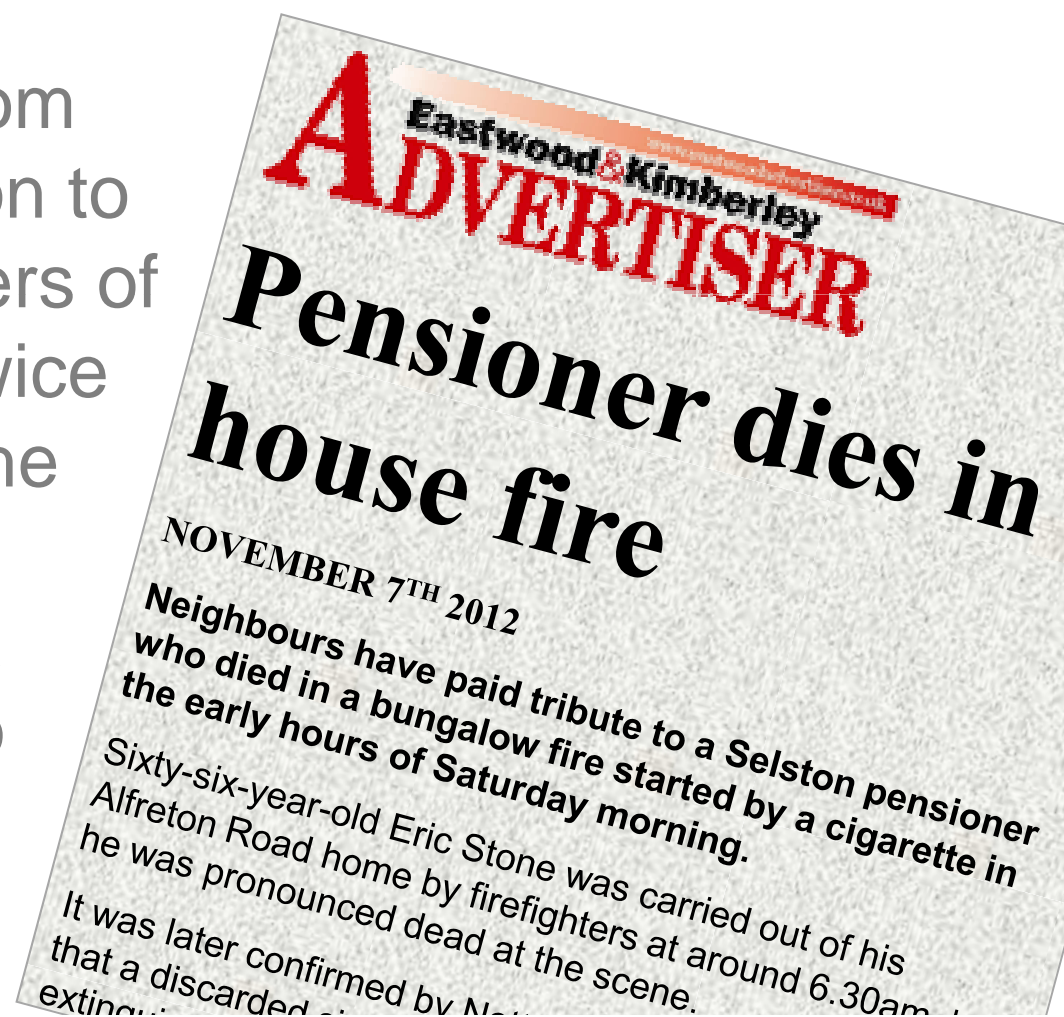 om
on to
ers of
vice
ne
Eastwood&Kimberley
ADVERTISER
Pensioner dies in
house fire
NOVEMBER 7TH 2012
Neighbours have paid tribute to a Selston pensioner
who died in a bungalow fire started by a cigarette in
the early hours of Saturday morning.
Sixty-six-year-old Eric Stone was carried out of his
Alfreton Road home by firefighters at around 6.30am
he was pronounced dead at the scene.
It was later confirmed by
that a discarded